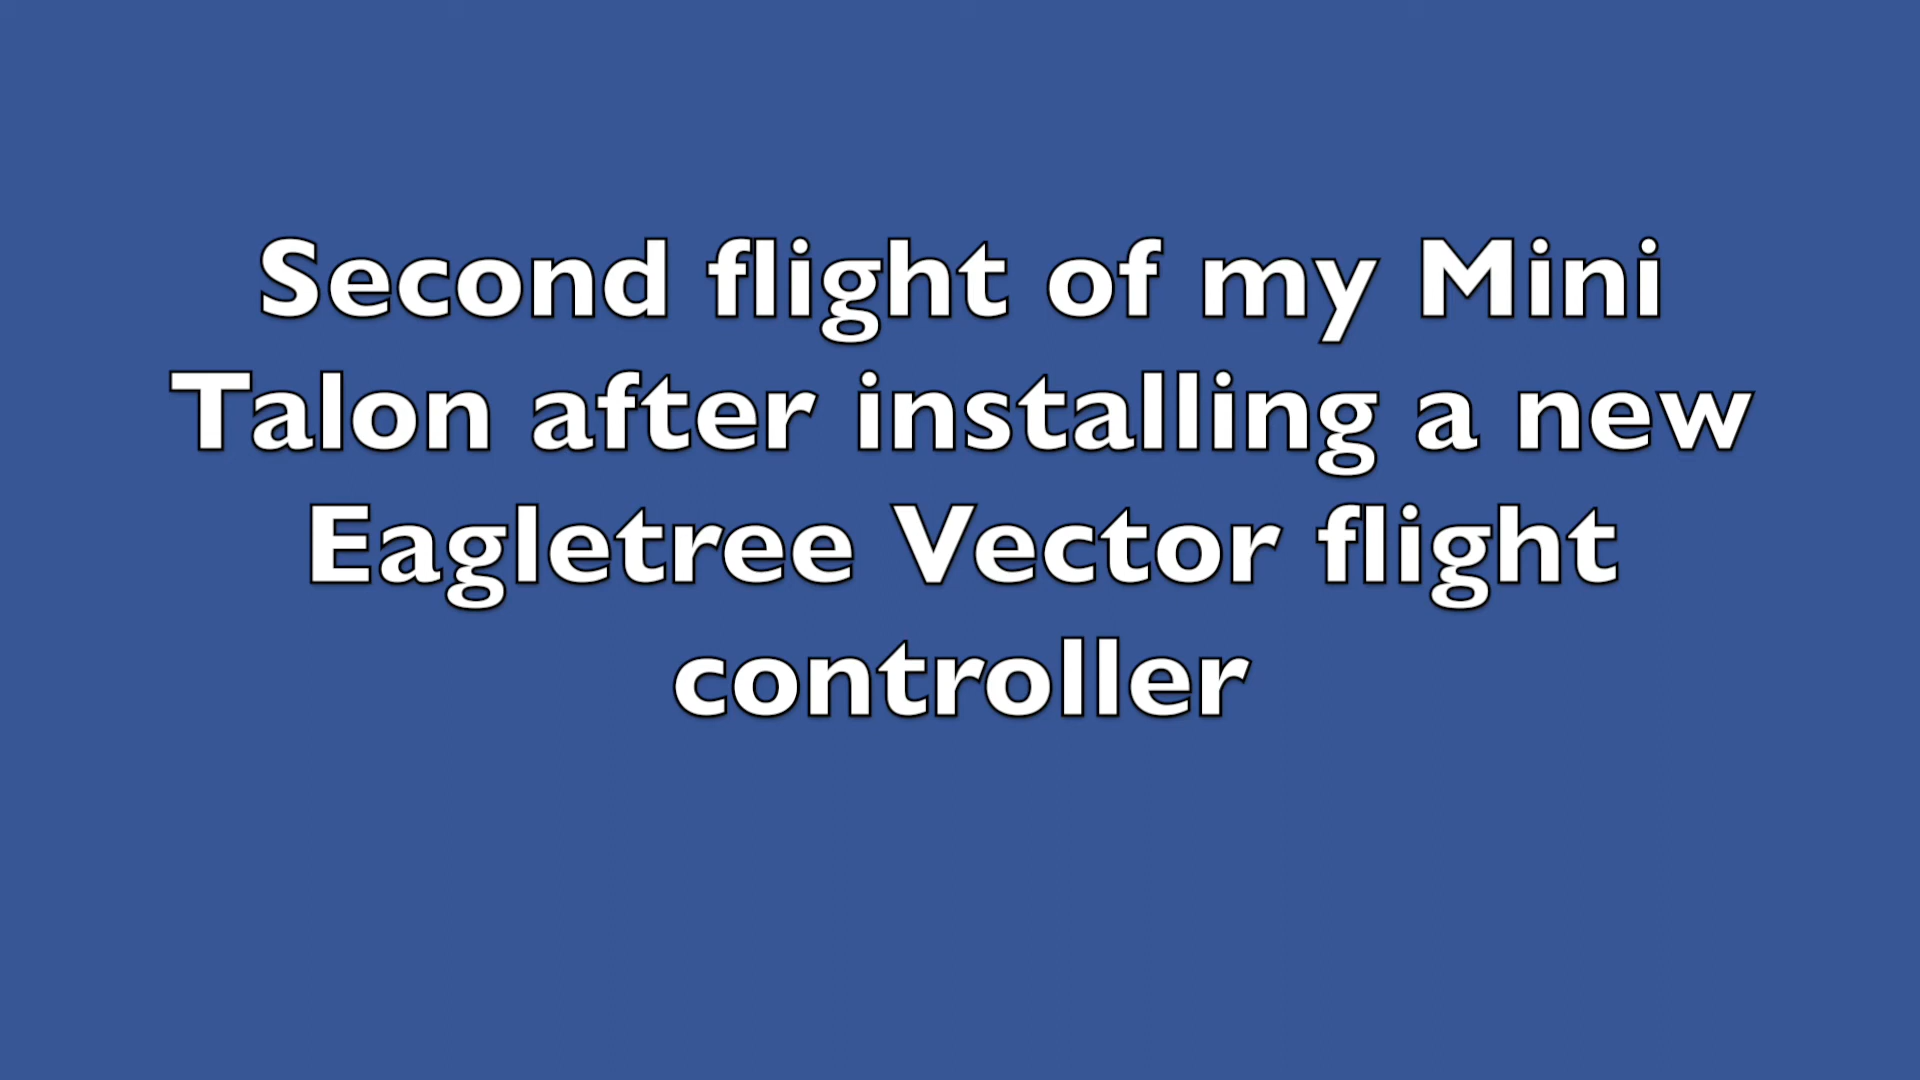 Second flight of my Mini
Talon after installing a new
Eagletree Vector flight
controller